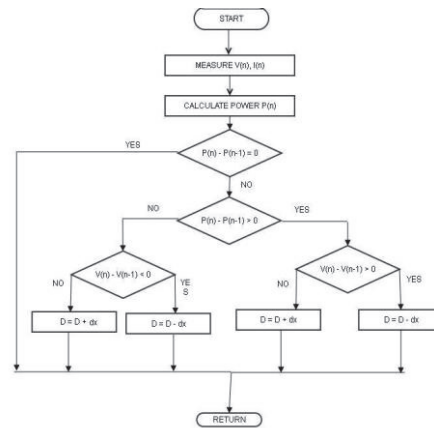 START
MEASURE V(n), I(n)
CALCULATE POWER P(n)
YES
P(n) - P(n-1) = 0
NO
NO
P(n) - P(n-1) > 0
YES
V(n) - V(n-1) < 0
V(n) - V(n-1) > 0
NO
YE
S
NO
YES
D = D + dx
D = D - dx
D = D + dx
D = D - dx
RETURN